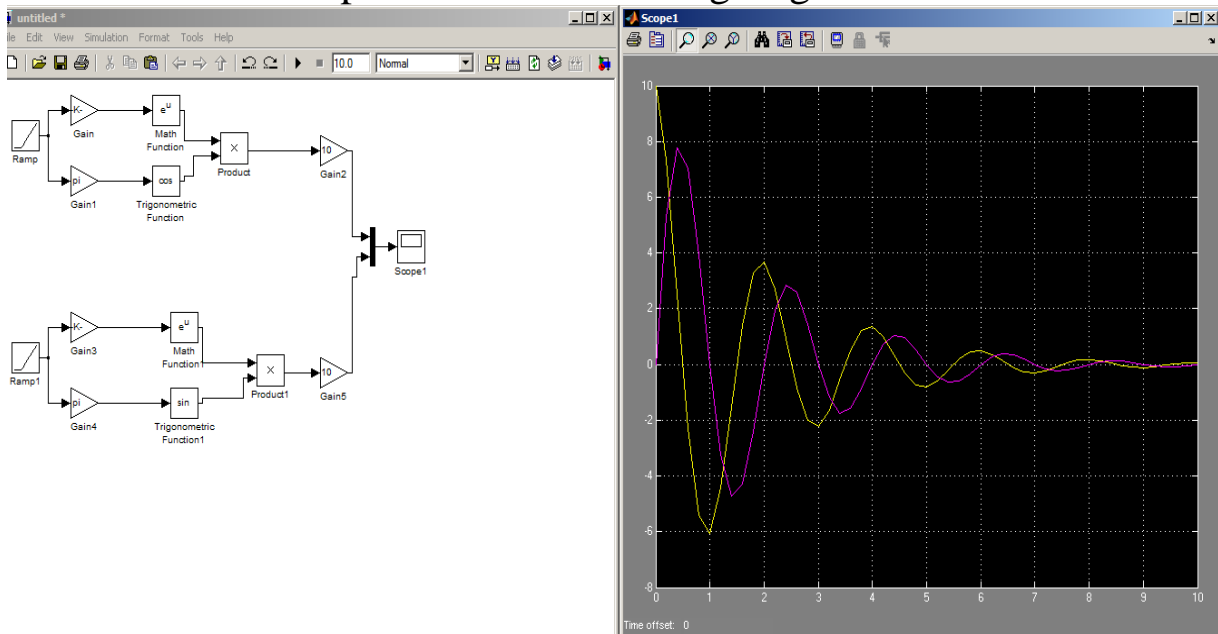 untitled *
Edit View Simulation Format Tools Help
10.0 Normal
K-
Gain
e^u
Math
Function
Ramp
pi
Gain1
cos
Trigonometric
Function
×
Product
10
Gain2
Scope1
K-
Gain3
e^u
Math
Function1
Ramp1
pi
Gain4
sin
Trigonometric
Function1
×
Product1
10
Gain5
Scope1
10
8
6
4
2
0
-2
-4
-6
-8
0 1 2 3 4 5 6 7 8 9 10
Time offset: 0